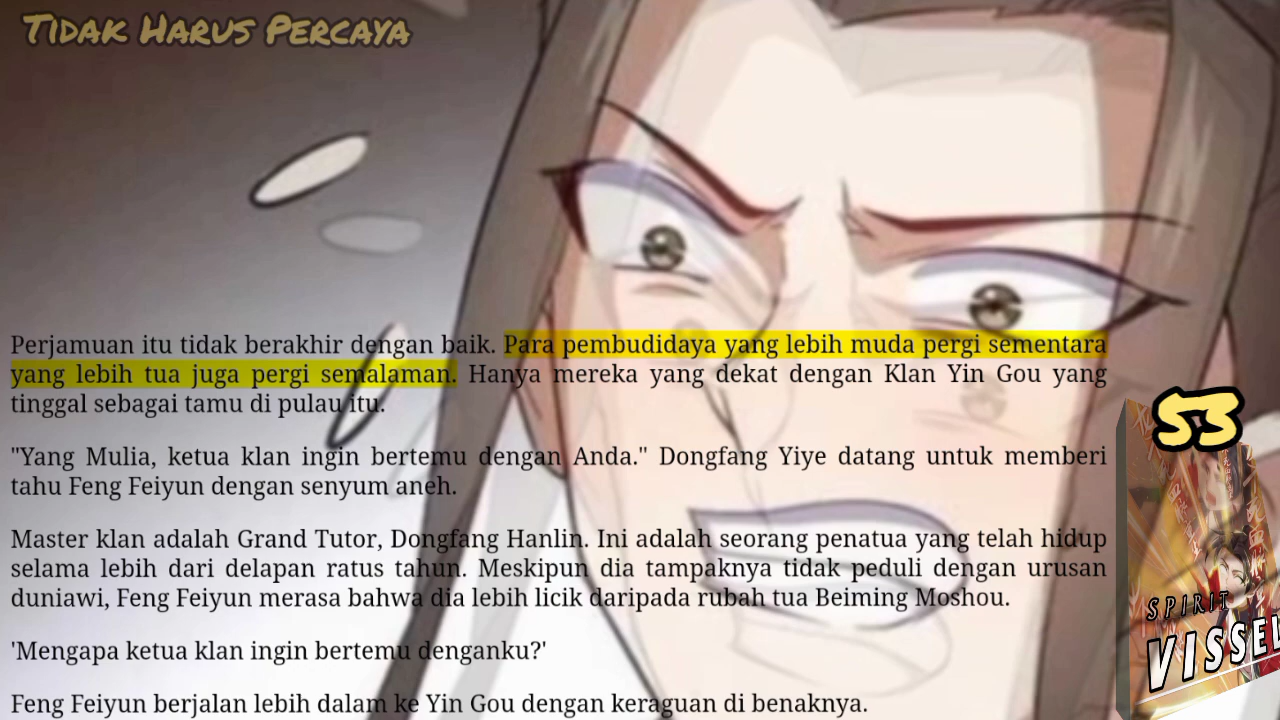 TIDAK HARUS PERCAYA
Perjamuan itu tidak berakhir dengan baik. Para pembudidaya yang lebih muda pergi sementara
yang lebih tua juga pergi semalaman. Hanya mereka yang dekat dengan Klan Yin Gou yang
tinggal sebagai tamu di pulau itu.
"Yang Mulia, ketua klan ingin bertemu dengan Anda." Dongfang Yiye datang untuk memberi
tahu Feng Feiyun dengan senyum aneh.
Master klan adalah Grand Tutor, Dongfang Hanlin. Ini adalah seorang penatua yang telah hidup
selama lebih dari delapan ratus tahun. Meskipun dia tampaknya tidak peduli dengan urusan
duniawi, Feng Feiyun merasa bahwa dia lebih licik daripada rubah tua Beiming Moshou.
'Mengapa ketua klan ingin bertemu denganku?'
Feng Feiyun berjalan lebih dalam ke Yin Gou dengan keraguan di benaknya.
53
SPIRIT
VISSEL